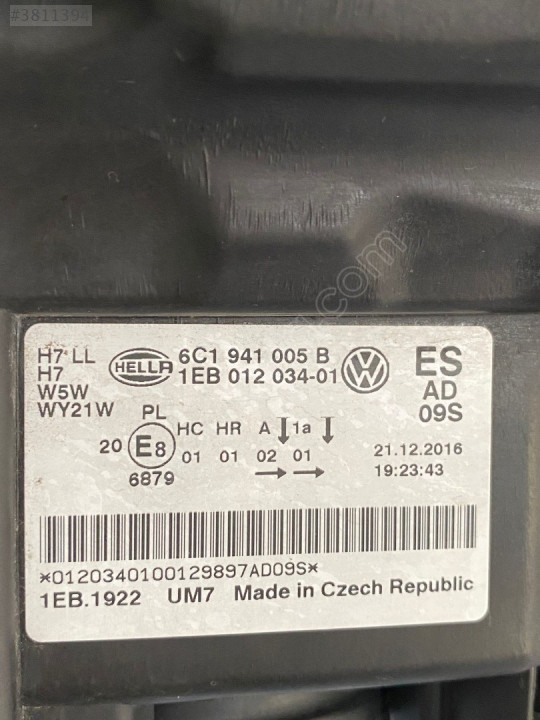 #3811394
H7 LL
H7
W5W
WY21W
HELLA
6C1 941 005 B
1EB 012 034-01
ES
AD
09S
PL
20 E8
6879
HC HR A ↓ 1a ↓
01 01 02 01
→ →
21.12.2016
19:23:43
*0120340100129897AD09S*
1EB.1922 UM7 Made in Czech Republic